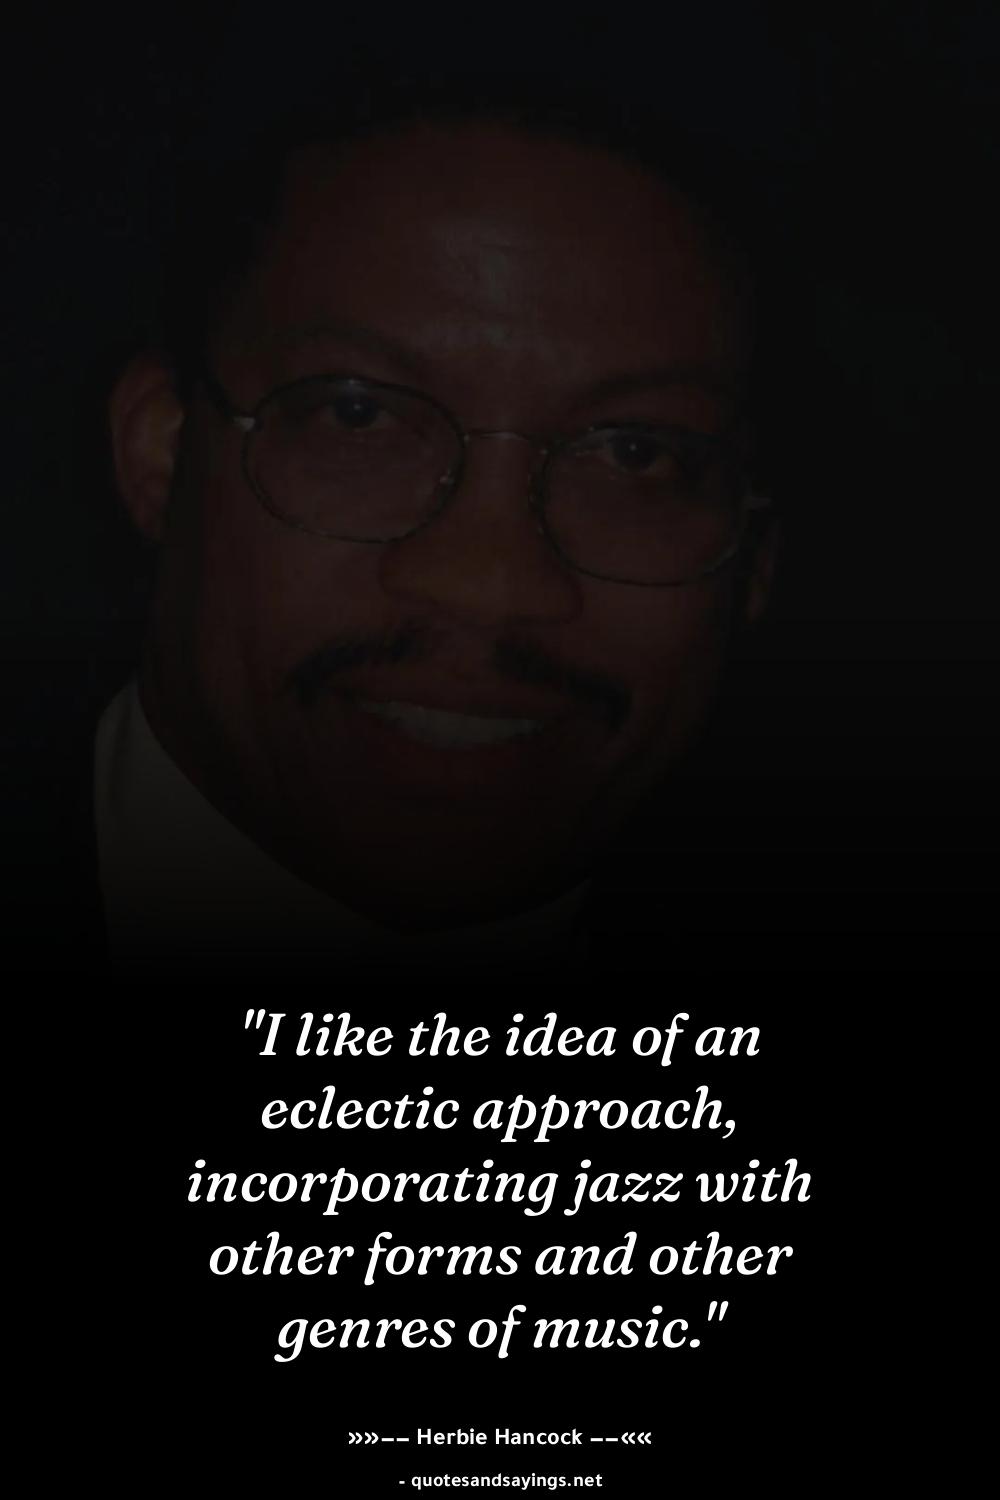 "I like the idea of an
eclectic approach,
incorporating jazz with
other forms and other
genres of music."
»»−− Herbie Hancock −−««
- quotesandsayings.net